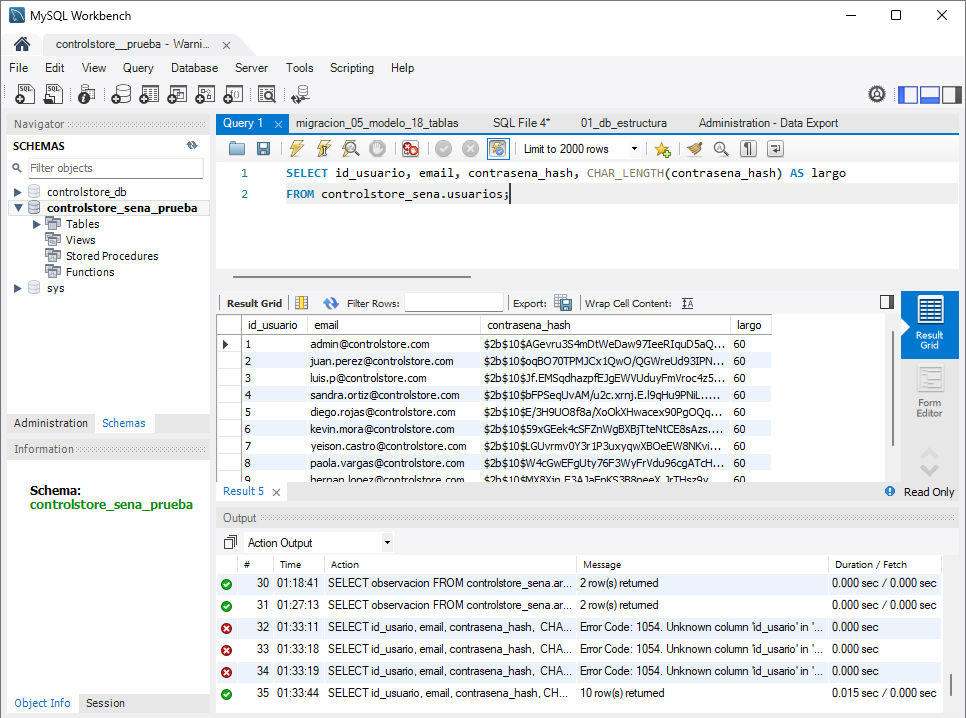 MySQL Workbench
controlstore__prueba - Warni...
File Edit View Query Database Server Tools Scripting Help
Navigator
SCHEMAS
Filter objects
controlstore_db
controlstore_sena_prueba
Tables
Views
Stored Procedures
Functions
sys
Administration Schemas
Information
Schema:
controlstore_sena_prueba
Object Info Session
Query 1 migracion_05_modelo_18_tablas SQL File 4* 01_db_estructura Administration - Data Export
Limit to 2000 rows
1 SELECT id_usuario, email, contrasena_hash, CHAR_LENGTH(contrasena_hash) AS largo
2 FROM controlstore_sena.usuarios;
Result Grid Filter Rows: Export: Wrap Cell Content:
id_usuario email contrasena_hash largo
1 admin@controlstore.com $2b$10$AGevru3S4mDtWeDaw97IeeRIquD5aQ... 60
2 juan.perez@controlstore.com $2b$10$oqBO70TPMJCx1QwO/QGWreUd93IPN... 60
3 luis.p@controlstore.com $2b$10$Jf.EMSqdhazpfEJgEWVUduyFmVroc4z5... 60
4 sandra.ortiz@controlstore.com $2b$10$bFPSeqUvAM/u2c.xrnj.E.l9qHu9PNiL..... 60
5 diego.rojas@controlstore.com $2b$10$E/3H9UO8f8a/XoOkXHwacex90PgOQq... 60
6 kevin.mora@controlstore.com $2b$10$59xGEek4cSFZnWgBXBjTteNtCE8sAzs.... 60
7 yeison.castro@controlstore.com $2b$10$LGUvrmv0Y3r1P3uxyqwXBOeEW8NKvi... 60
8 paola.vargas@controlstore.com $2b$10$W4cGwEFgUty76F3WyFrVdu96cgATcH... 60
9 hernan.lopez@controlstore.com 60
Result Grid
Form Editor
Result 5
Read Only
Output
Action Output
# Time Action Message Duration / Fetch
30 01:18:41 SELECT observacion FROM controlstore_sena.ar... 2 row(s) returned 0.000 sec / 0.000 sec
31 01:27:13 SELECT observacion FROM controlstore_sena.ar... 2 row(s) returned 0.000 sec / 0.000 sec
32 01:33:11 SELECT id_usario, email, contrasena_hash, CHA... Error Code: 1054. Unknown column 'id_usario' in '... 0.000 sec
33 01:33:18 SELECT id_usario, email, contrasena_hash, CHA... Error Code: 1054. Unknown column 'id_usario' in '... 0.000 sec
34 01:33:19 SELECT id_usario, email, contrasena_hash, CHA... Error Code: 1054. Unknown column 'id_usario' in '... 0.000 sec
35 01:33:44 SELECT id_usuario, email, contrasena_hash, CH... 10 row(s) returned 0.015 sec / 0.000 sec